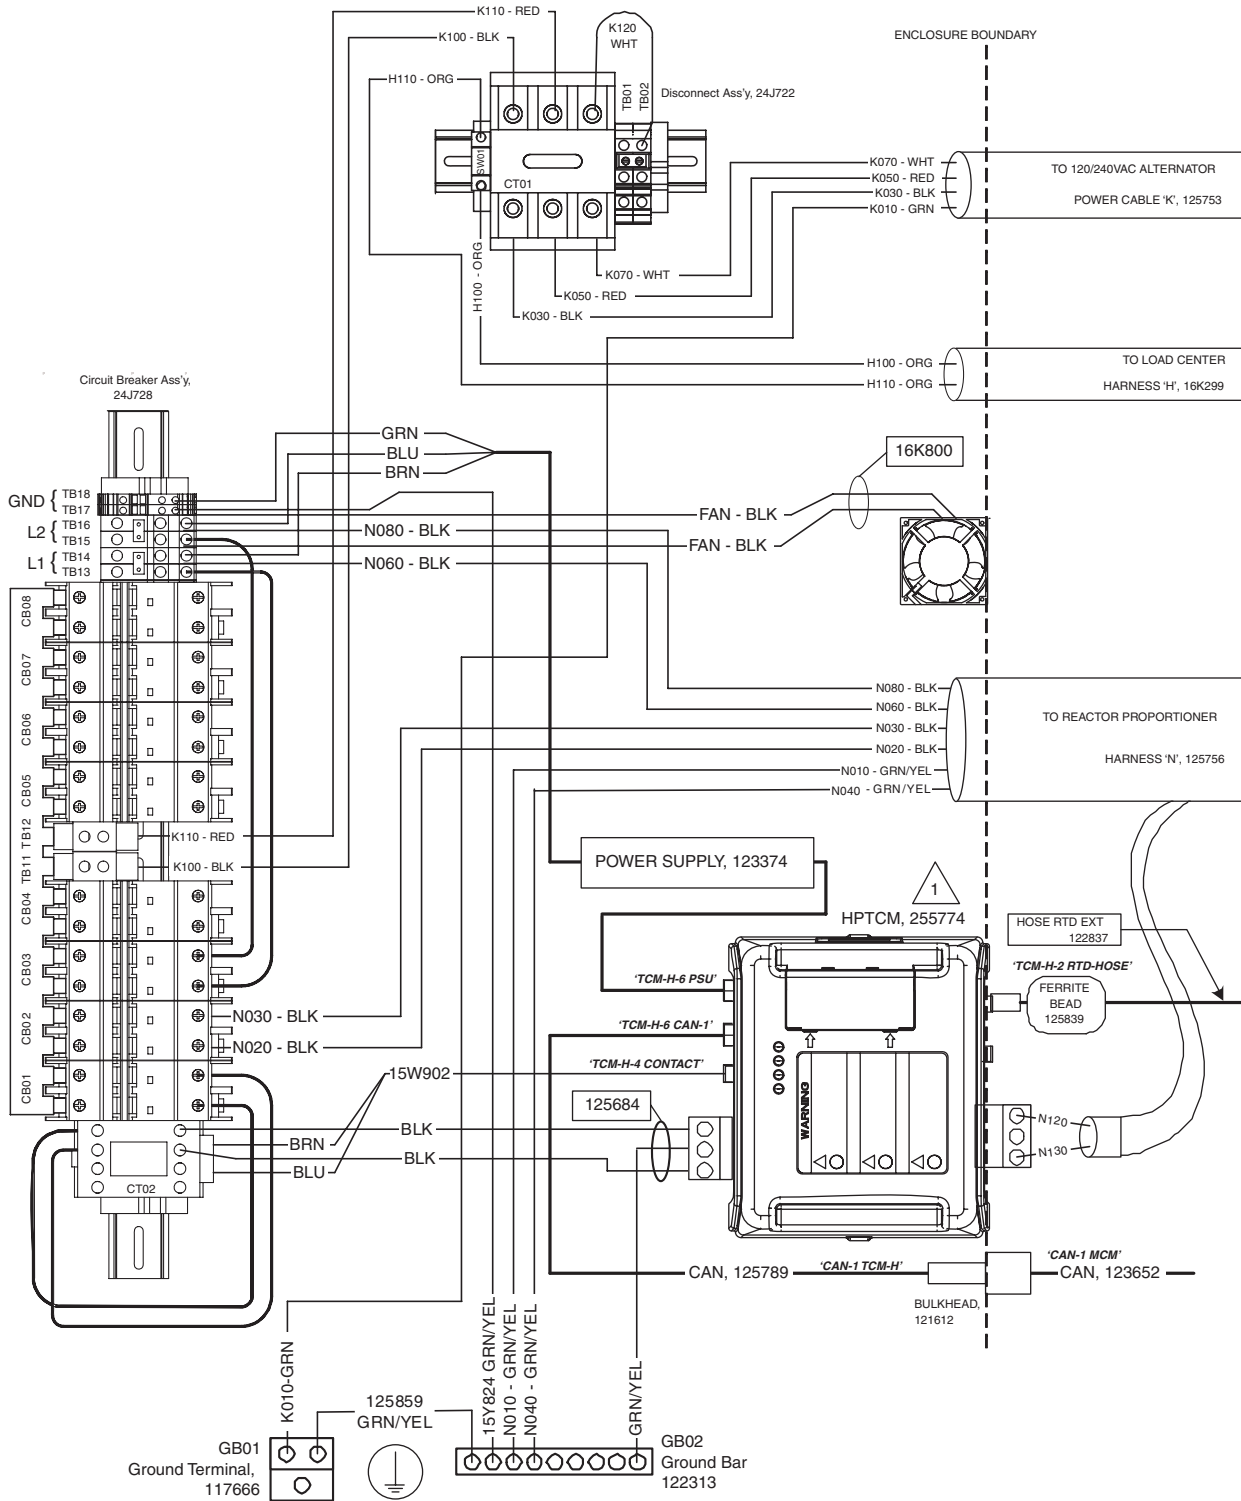 K110 - RED
K100 - BLK
H110 - ORG
K120
WHT
TB01
TB02
Disconnect Ass'y, 24J722
ENCLOSURE BOUNDARY
SW01
CT01
K070 - WHT
K050 - RED
K030 - BLK
K010 - GRN
TO 120/240VAC ALTERNATOR
POWER CABLE 'K', 125753
H100 - ORG
K070 - WHT
K050 - RED
K030 - BLK
H100 - ORG
H110 - ORG
TO LOAD CENTER
HARNESS 'H', 16K299
Circuit Breaker Ass'y,
24J728
GRN
BLU
BRN
16K800
GND { TB18
TB17
L2 { TB16
TB15
L1 { TB14
TB13
FAN - BLK
N080 - BLK
FAN - BLK
N060 - BLK
CB08
CB07
CB06
CB05
TB12
TB11
CB04
CB03
CB02
CB01
N080 - BLK
N060 - BLK
N030 - BLK
N020 - BLK
N010 - GRN/YEL
N040 - GRN/YEL
TO REACTOR PROPORTIONER
HARNESS 'N', 125756
K110 - RED
K100 - BLK
POWER SUPPLY, 123374
1
HPTCM, 255774
HOSE RTD EXT
122837
'TCM-H-2 RTD-HOSE'
FERRITE
BEAD
125839
'TCM-H-6 PSU'
'TCM-H-6 CAN-1'
'TCM-H-4 CONTACT'
N030 - BLK
N020 - BLK
15W902
125684
WARNING
BRN
BLU
BLK
BLK
N120
N130
CT02
CAN, 125789
'CAN-1 TCM-H'
'CAN-1 MCM'
CAN, 123652
BULKHEAD,
121612
K010-GRN
15Y824 GRN/YEL
N010 - GRN/YEL
N040 - GRN/YEL
GRN/YEL
125859
GRN/YEL
GB01
Ground Terminal,
117666
GB02
Ground Bar
122313